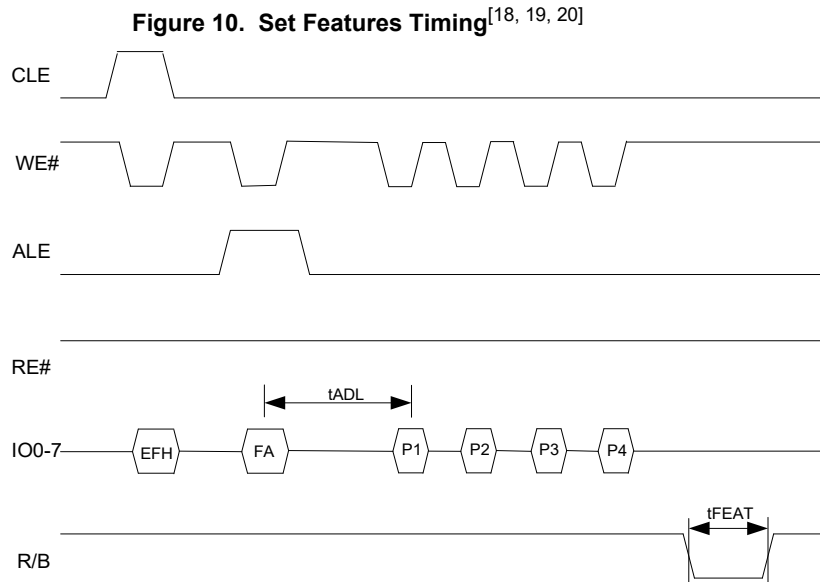 Figure 10. Set Features Timing[18, 19, 20]
CLE
WE#
ALE
RE#
tADL
IO0-7
EFH
FA
P1
P2
P3
P4
tFEAT
R/B